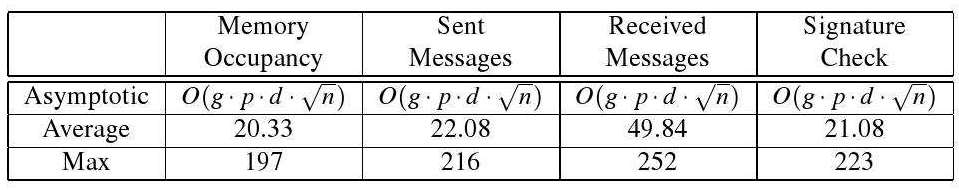 Memory Occupancy | Sent Messages | Received Messages | Signature Check
Asymptotic | O(g · p · d · √n) | O(g · p · d · √n) | O(g · p · d · √n) | O(g · p · d · √n)
Average | 20.33 | 22.08 | 49.84 | 21.08
Max | 197 | 216 | 252 | 223